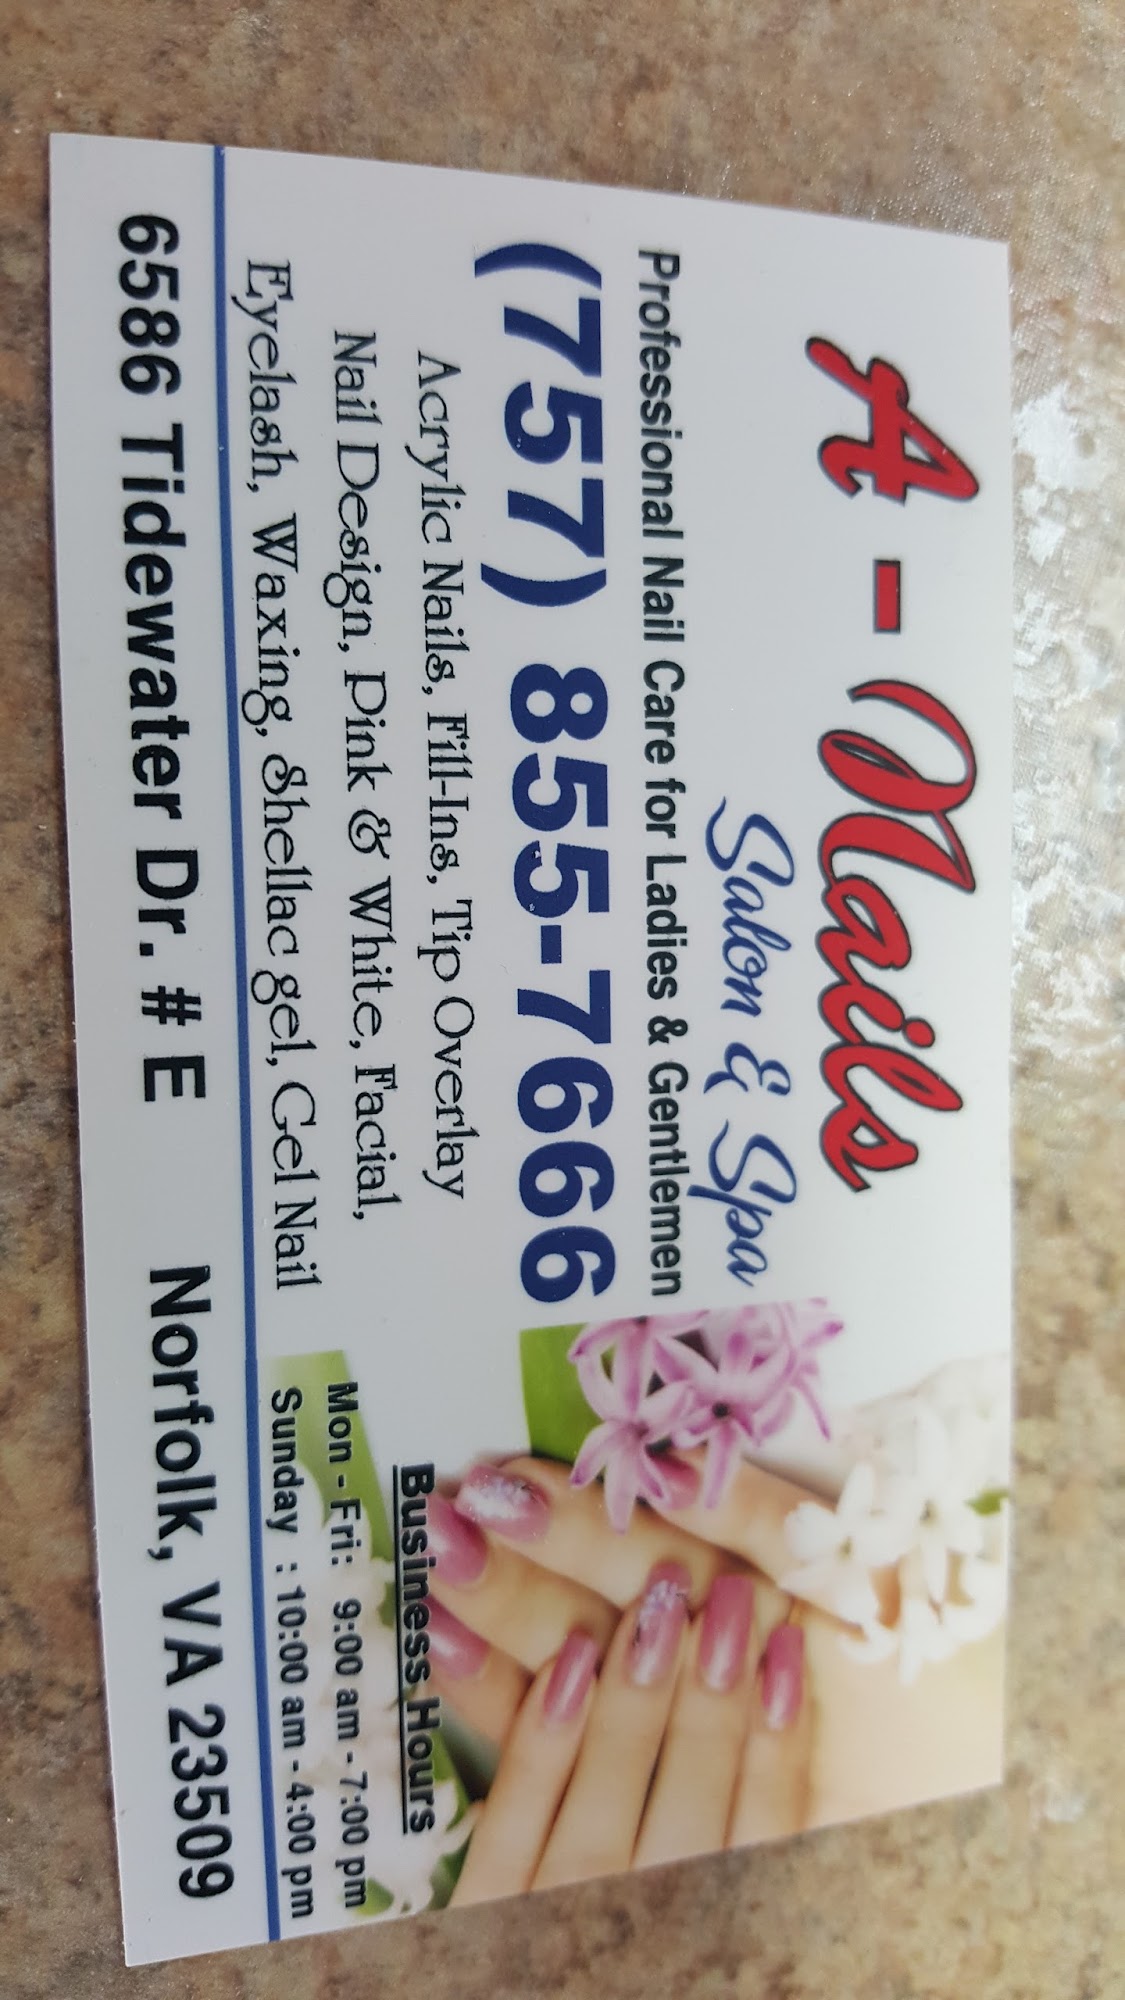 A - Nails
Salon & Spa
Professional Nail Care for Ladies & Gentlemen
(757) 855-7666
Acrylic Nails, Fill-Ins, Tip Overlay
Nail Design, Pink & White, Facial,
Eyelash, Waxing, Shellac gel, Gel Nail
Business Hours
Mon - Fri: 9:00 am - 7:00 pm
Sunday : 10:00 am - 4:00 pm
6586 Tidewater Dr. # E Norfolk, VA 23509